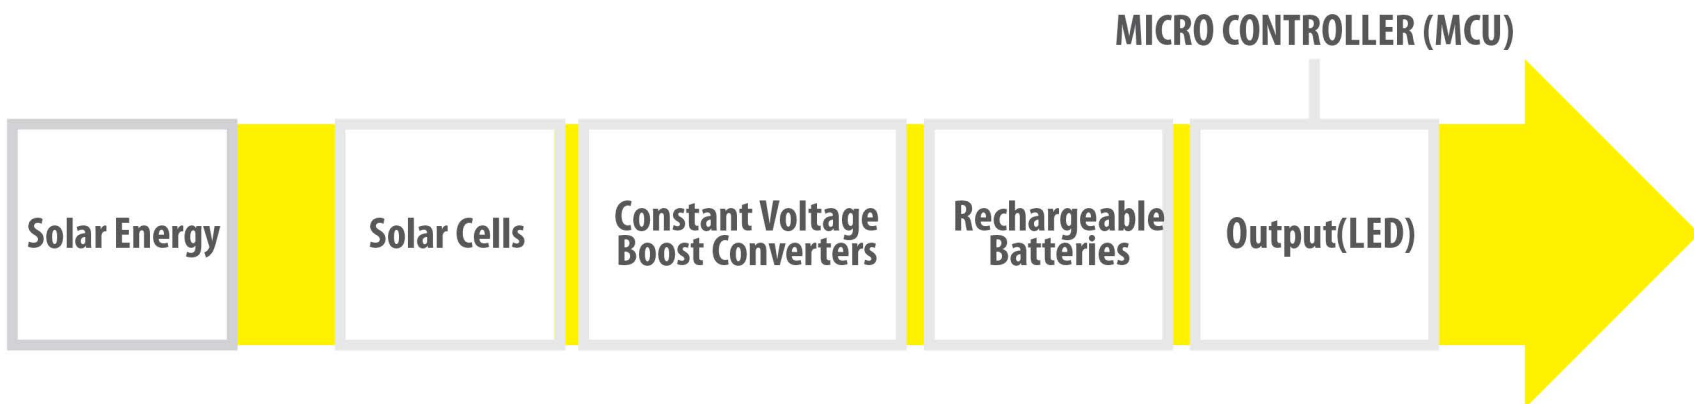 MICRO CONTROLLER (MCU)
Solar Energy
Solar Cells
Constant Voltage
Boost Converters
Rechargeable
Batteries
Output(LED)